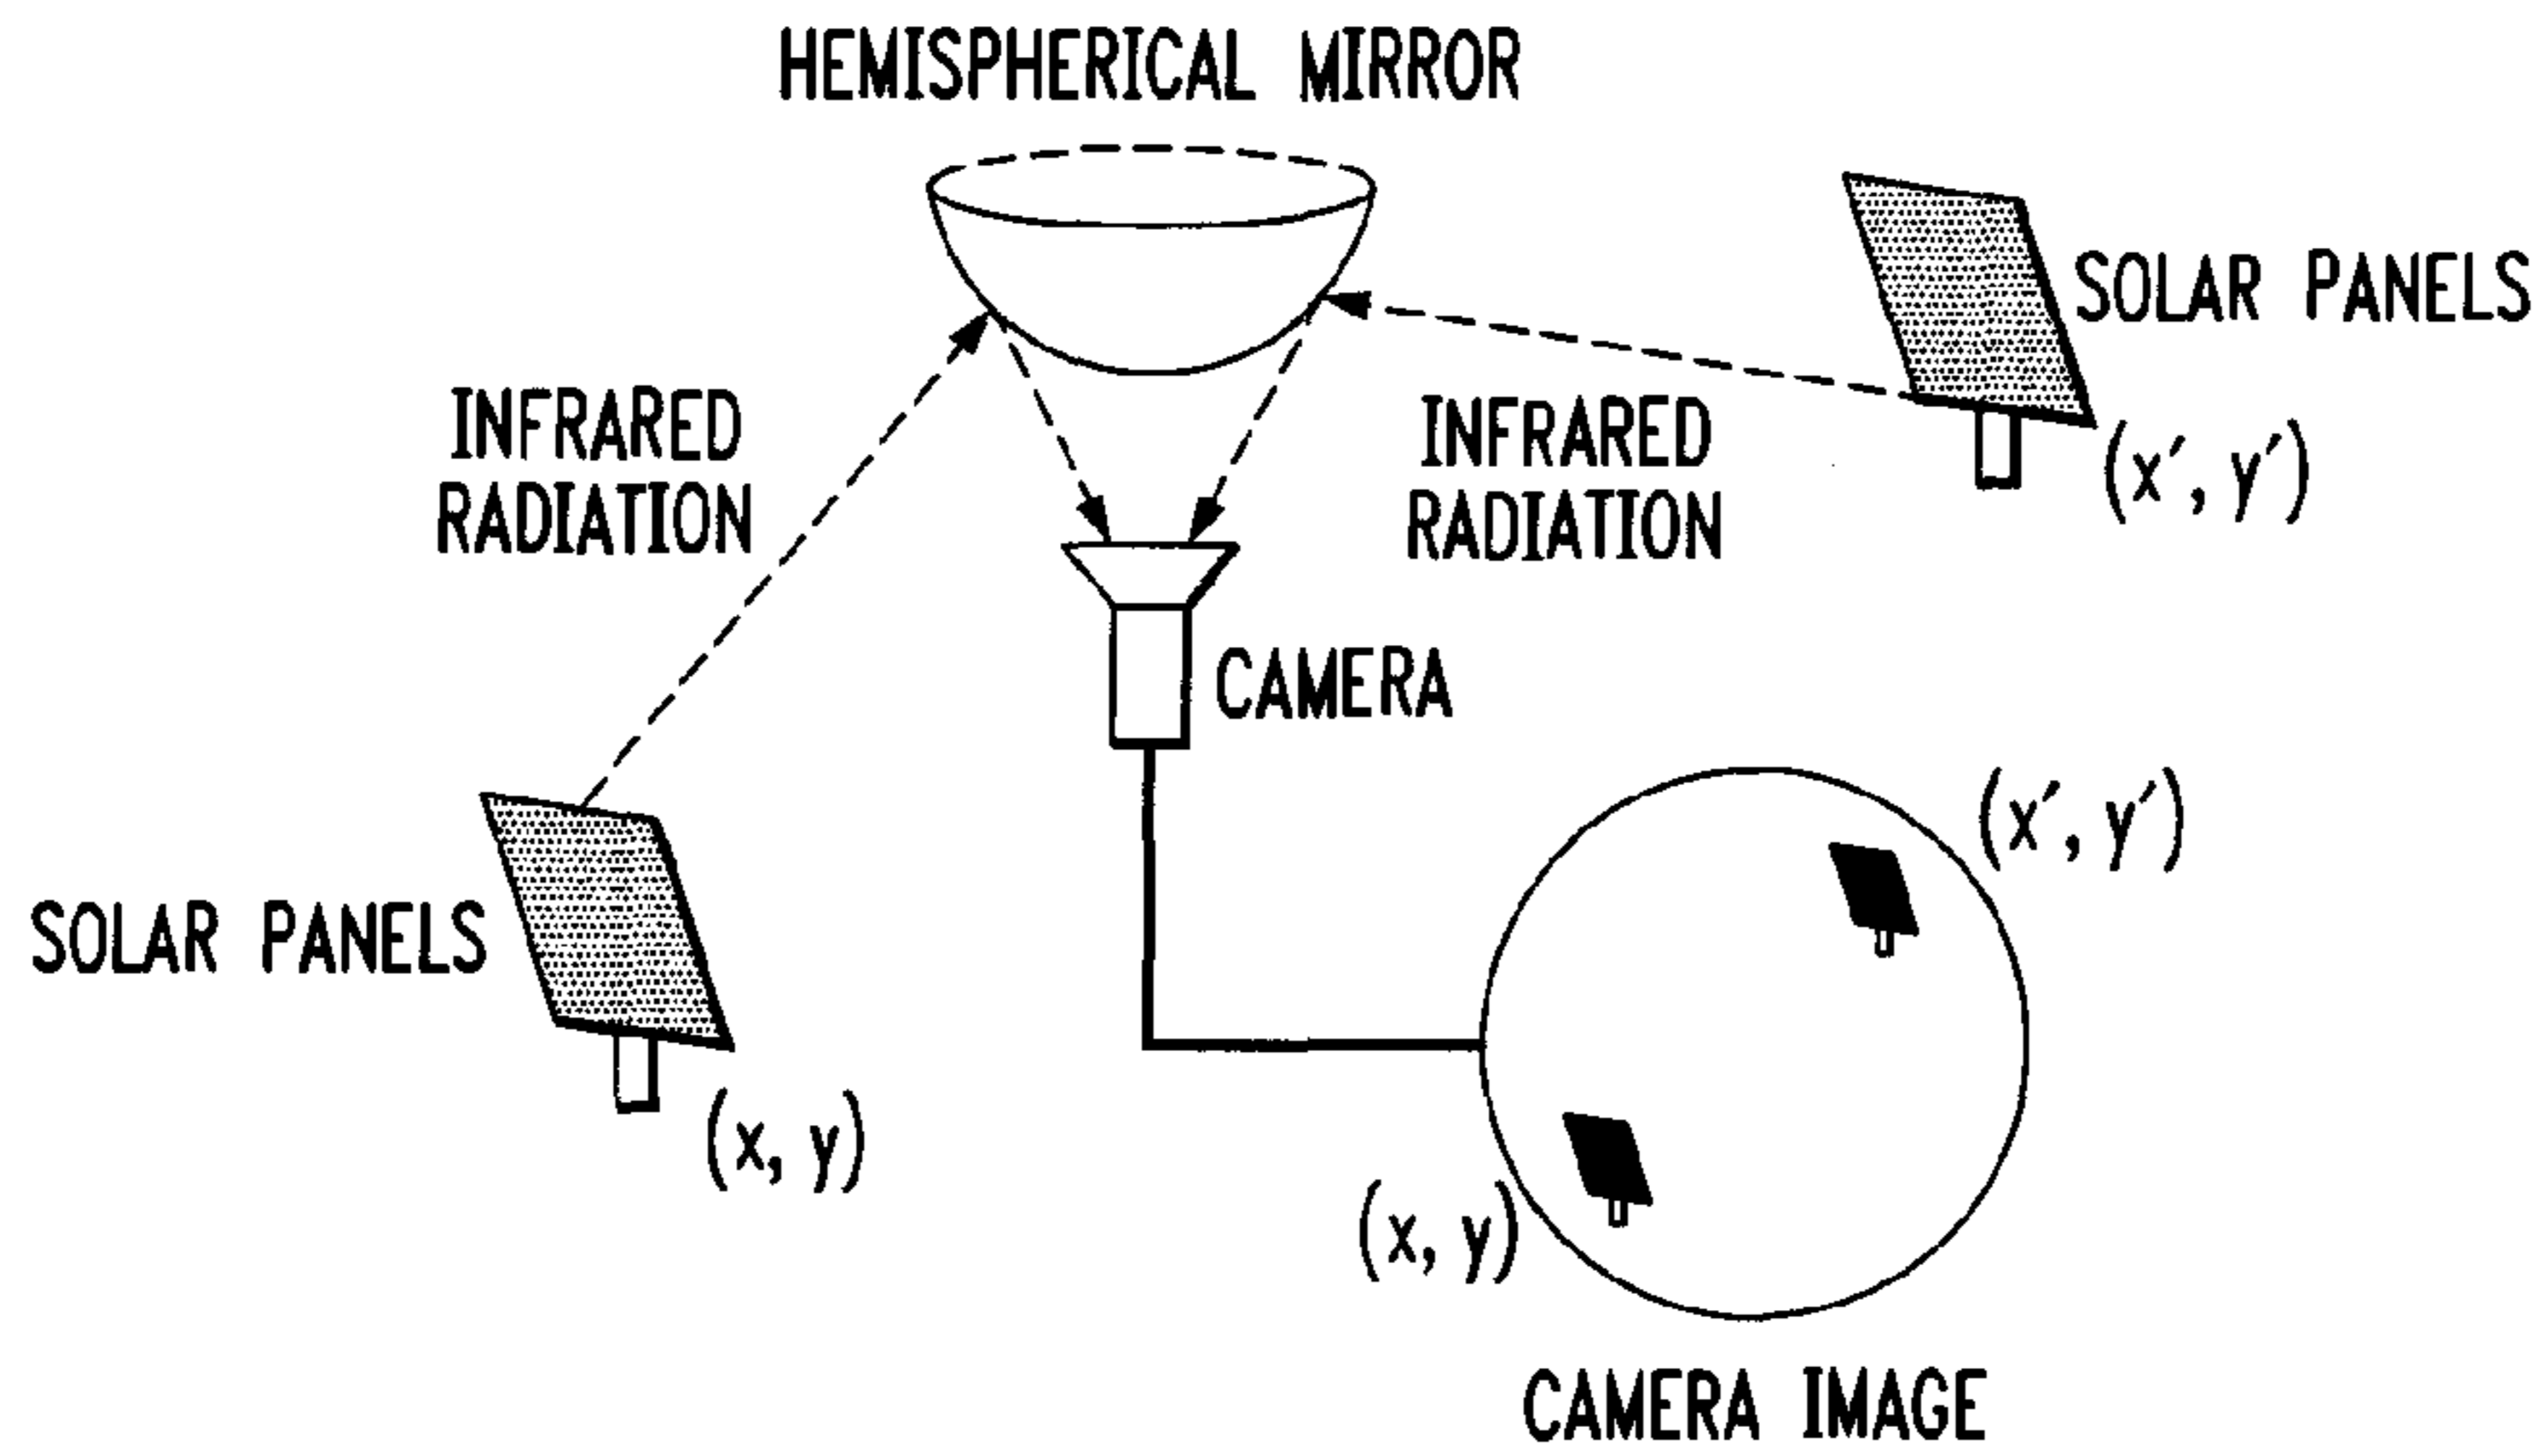 HEMISPHERICAL MIRROR
SOLAR PANELS
INFRARED
RADIATION
INFRARED
RADIATION
(x′, y′)
CAMERA
(x′, y′)
SOLAR PANELS
(x, y)
(x, y)
CAMERA IMAGE